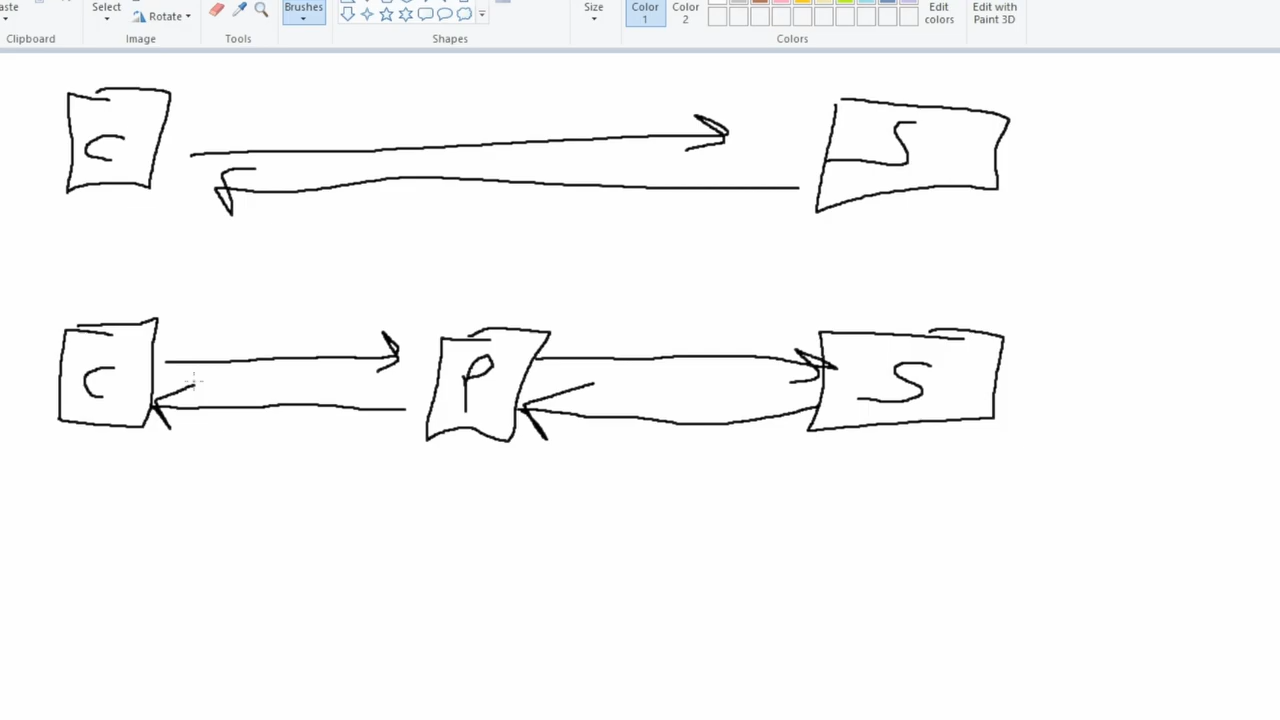 aste
Select
Rotate
Brushes
Size
Color 1
Color 2
Edit colors
Edit with Paint 3D
Clipboard
Image
Tools
Shapes
Colors
C
S
C
P
S